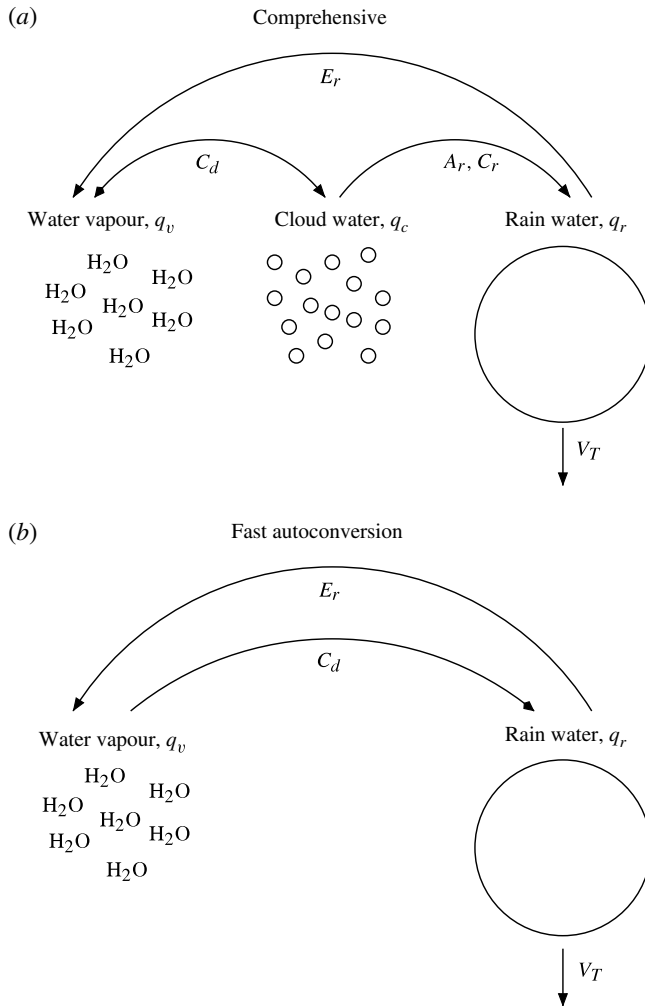 (a) Comprehensive
E_r
C_d
A_r, C_r
Water vapour, q_v
Cloud water, q_c
Rain water, q_r
H₂O
H₂O
H₂O
H₂O
H₂O
H₂O
H₂O
V_T
(b) Fast autoconversion
E_r
C_d
Water vapour, q_v
Rain water, q_r
H₂O
H₂O
H₂O
H₂O
H₂O
H₂O
H₂O
V_T